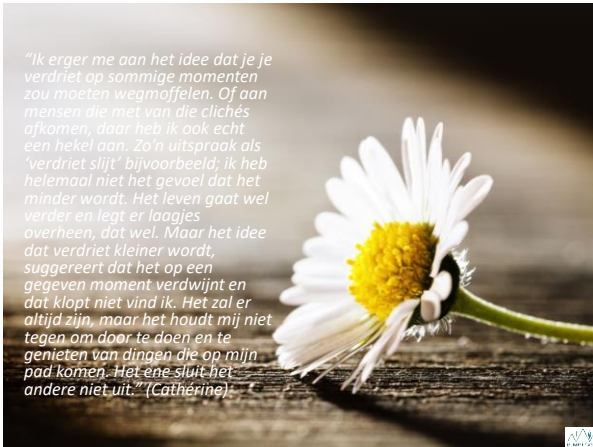 “Ik erger me aan het idee dat je je
verdriet op sommige momenten
zou moeten wegmoffelen. Of aan
mensen die met van die clichés
afkomen, daar heb ik ook echt
een hekel aan. Zo’n uitspraak als
‘verdriet slijt’ bijvoorbeeld; ik heb
helemaal niet het gevoel dat het
minder wordt. Het leven gaat wel
verder en legt er laagjes
overheen, dat wel. Maar het idee
dat verdriet kleiner wordt,
suggereert dat het op een
gegeven moment verdwijnt en
dat klopt niet vind ik. Het zal er
altijd zijn, maar het houdt mij niet
tegen om door te doen en te
genieten van dingen die op mijn
pad komen. Het ene sluit het
andere niet uit.” (Cathérine)